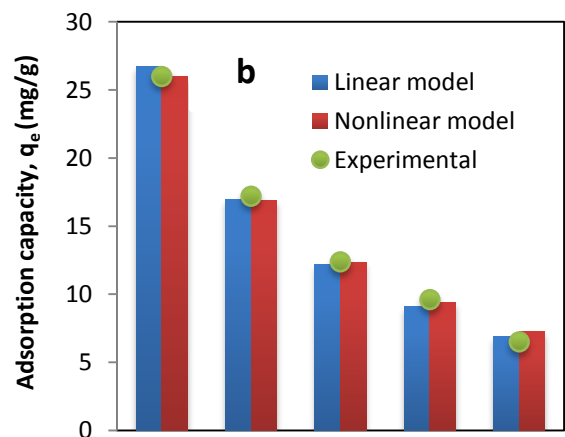 30
25
20
15
10
5
0
Adsorption capacity, qₑ (mg/g)
b
Linear model
Nonlinear model
Experimental